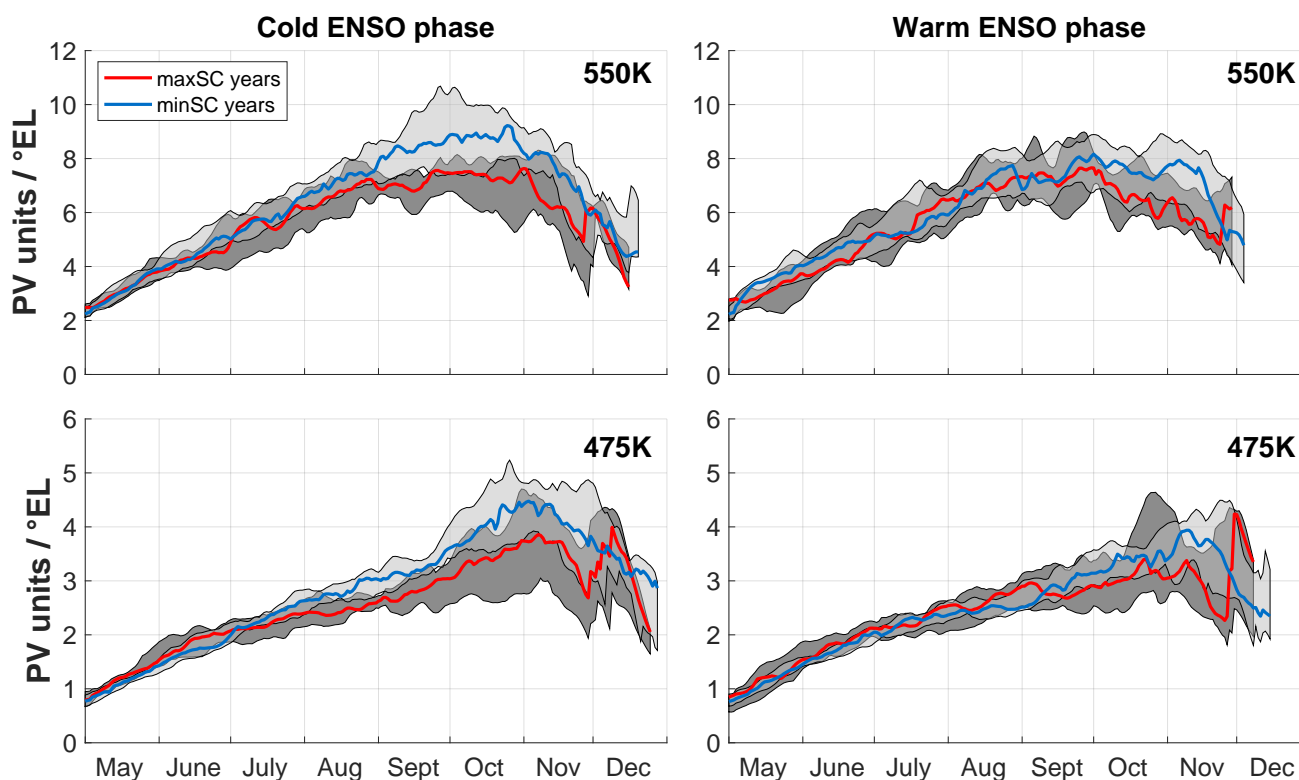 Cold ENSO phase
Warm ENSO phase
12
10
8
6
4
2
0
PV units / °EL
maxSC years
minSC years
550K
12
10
8
6
4
2
0
550K
6
5
4
3
2
1
0
PV units / °EL
475K
May June July Aug Sept Oct Nov Dec
6
5
4
3
2
1
0
475K
May June July Aug Sept Oct Nov Dec